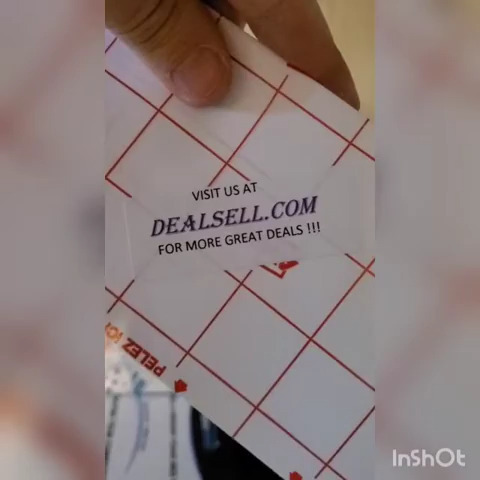 VISIT US AT
DEALSELL.COM
FOR MORE GREAT DEALS !!!
PELEZ
InShOt